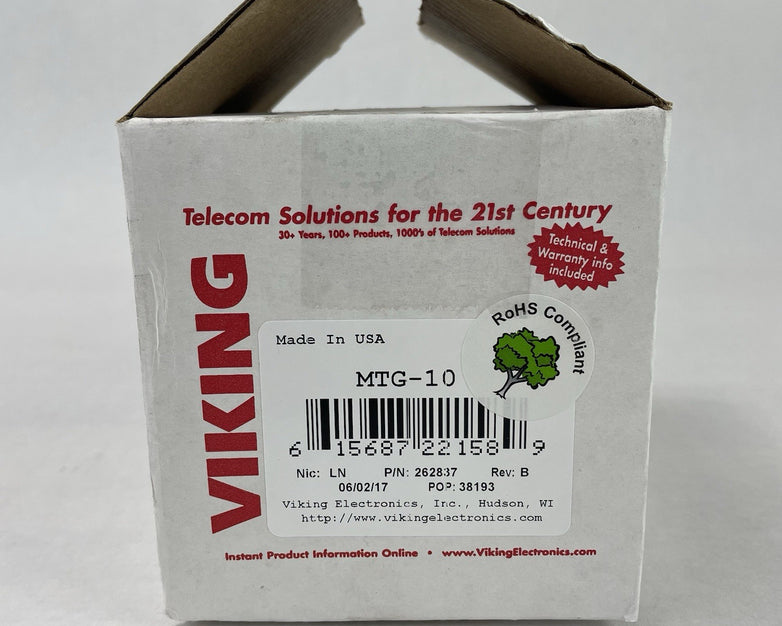 Telecom Solutions for the 21st Century
30+ Years, 100+ Products, 1000's of Telecom Solutions
Technical &
Warranty info
included
VIKING
RoHS Compliant
Made In USA
MTG-10
6 15687 22158 9
Nic: LN P/N: 262837 Rev: B
06/02/17 POP: 38193
Viking Electronics, Inc., Hudson, WI
http://www.vikingelectronics.com
Instant Product Information Online • www.VikingElectronics.com